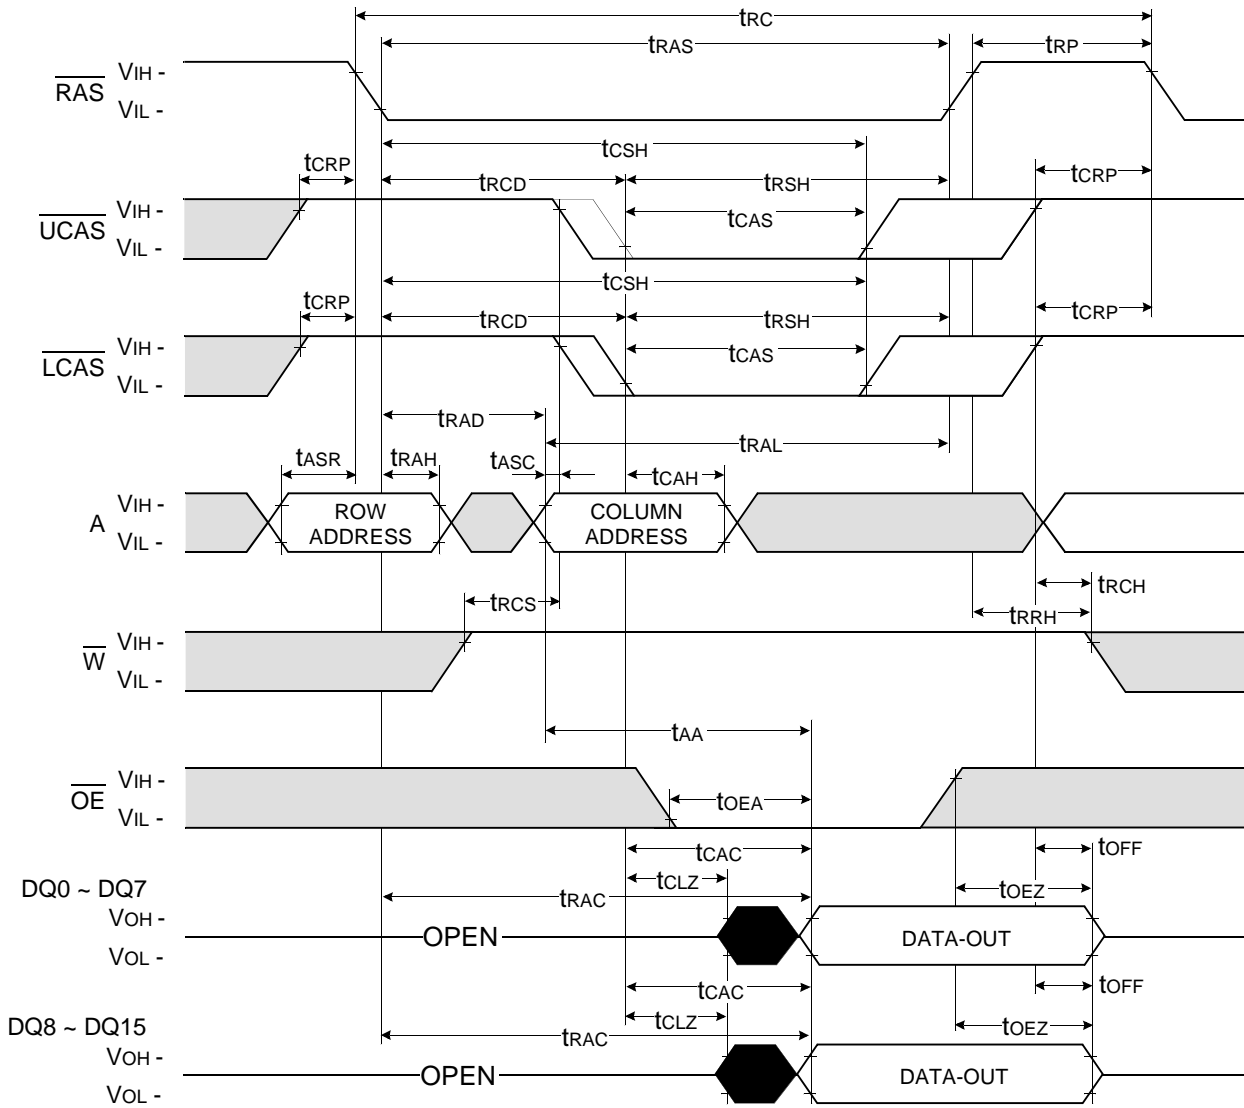 tRC
tRAS
tRP
RAS
VIH -
VIL -
tCSH
tCRP
tRCD
tRSH
tCRP
UCAS
VIH -
VIL -
tCAS
tCSH
tCRP
tRCD
tRSH
tCRP
LCAS
VIH -
VIL -
tCAS
tRAD
tRAL
tASR
tRAH
tASC
tCAH
A
VIH -
VIL -
ROW
ADDRESS
COLUMN
ADDRESS
tRCS
tRCH
tRRH
W
VIH -
VIL -
tAA
OE
VIH -
VIL -
tOEA
tCAC
tOFF
DQ0 ~ DQ7
tCLZ
tOEZ
tRAC
VOH -
VOL -
OPEN
DATA-OUT
tCAC
tOFF
DQ8 ~ DQ15
tCLZ
tOEZ
tRAC
VOH -
VOL -
OPEN
DATA-OUT